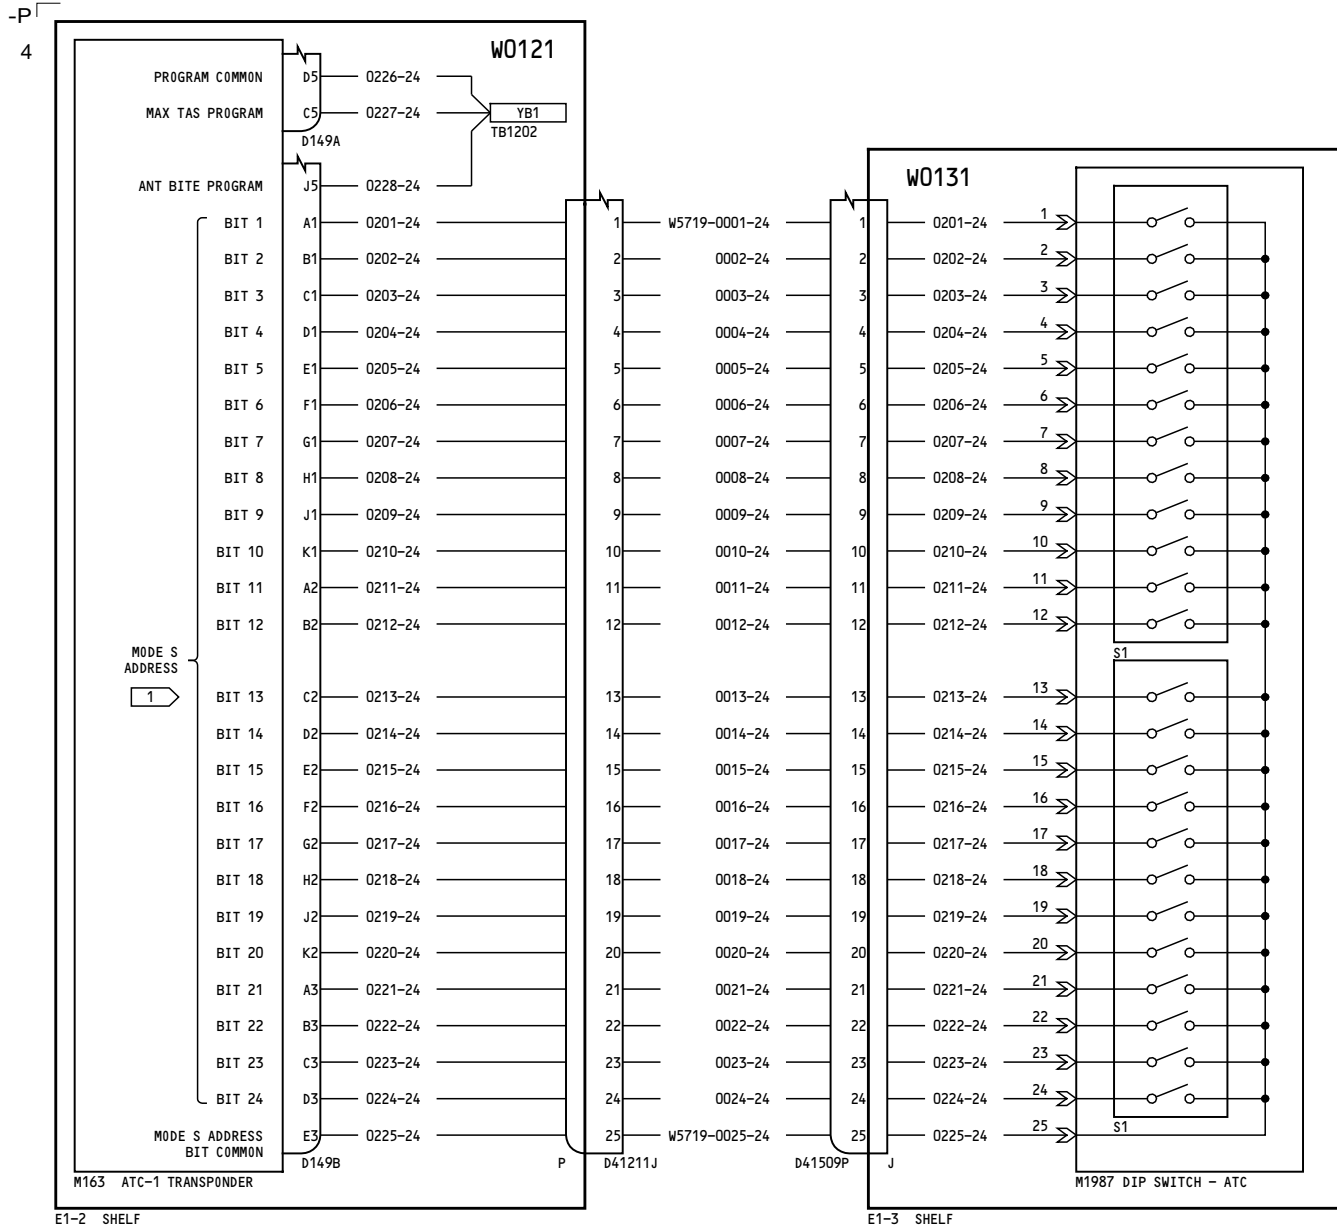 -P
4
W0121
PROGRAM COMMON D5 0226-24
MAX TAS PROGRAM C5 0227-24 YB1
TB1202
D149A
W0131
ANT BITE PROGRAM J5 0228-24
BIT 1 A1 0201-24 1 W5719-0001-24 1 0201-24 1
BIT 2 B1 0202-24 2 0002-24 2 0202-24 2
BIT 3 C1 0203-24 3 0003-24 3 0203-24 3
BIT 4 D1 0204-24 4 0004-24 4 0204-24 4
BIT 5 E1 0205-24 5 0005-24 5 0205-24 5
BIT 6 F1 0206-24 6 0006-24 6 0206-24 6
BIT 7 G1 0207-24 7 0007-24 7 0207-24 7
BIT 8 H1 0208-24 8 0008-24 8 0208-24 8
BIT 9 J1 0209-24 9 0009-24 9 0209-24 9
BIT 10 K1 0210-24 10 0010-24 10 0210-24 10
BIT 11 A2 0211-24 11 0011-24 11 0211-24 11
BIT 12 B2 0212-24 12 0012-24 12 0212-24 12
MODE S S1
ADDRESS
1 BIT 13 C2 0213-24 13 0013-24 13 0213-24 13
BIT 14 D2 0214-24 14 0014-24 14 0214-24 14
BIT 15 E2 0215-24 15 0015-24 15 0215-24 15
BIT 16 F2 0216-24 16 0016-24 16 0216-24 16
BIT 17 G2 0217-24 17 0017-24 17 0217-24 17
BIT 18 H2 0218-24 18 0018-24 18 0218-24 18
BIT 19 J2 0219-24 19 0019-24 19 0219-24 19
BIT 20 K2 0220-24 20 0020-24 20 0220-24 20
BIT 21 A3 0221-24 21 0021-24 21 0221-24 21
BIT 22 B3 0222-24 22 0022-24 22 0222-24 22
BIT 23 C3 0223-24 23 0023-24 23 0223-24 23
BIT 24 D3 0224-24 24 0024-24 24 0224-24 24
S1
MODE S ADDRESS E3 0225-24 25 W5719-0025-24 25 0225-24 25
BIT COMMON
D149B P D41211J D41509P J
M163 ATC-1 TRANSPONDER M1987 DIP SWITCH - ATC
E1-2 SHELF E1-3 SHELF